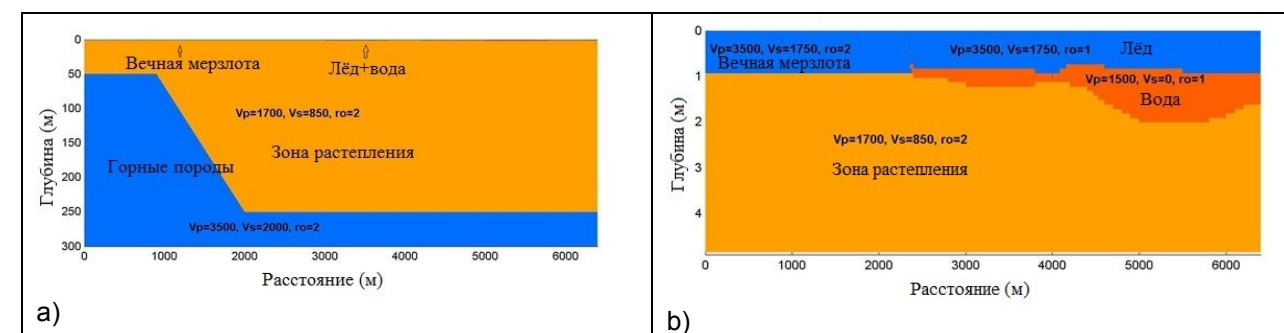 0
Вечная мерзлота
Лёд+вода
50
100
Vp=1700, Vs=850, ro=2
150
Зона растепления
Горные породы
200
250
Vp=3500, Vs=2000, ro=2
300
0 1000 2000 3000 4000 5000 6000
Глубина (м)
Расстояние (м)
a)
0
Vp=3500, Vs=1750, ro=2
Vp=3500, Vs=1750, ro=1
Лёд
Вечная мерзлота
1
Vp=1500, Vs=0, ro=1
Вода
2
Vp=1700, Vs=850, ro=2
Зона растепления
3
4
0 1000 2000 3000 4000 5000 6000
Глубина (м)
Расстояние (м)
b)